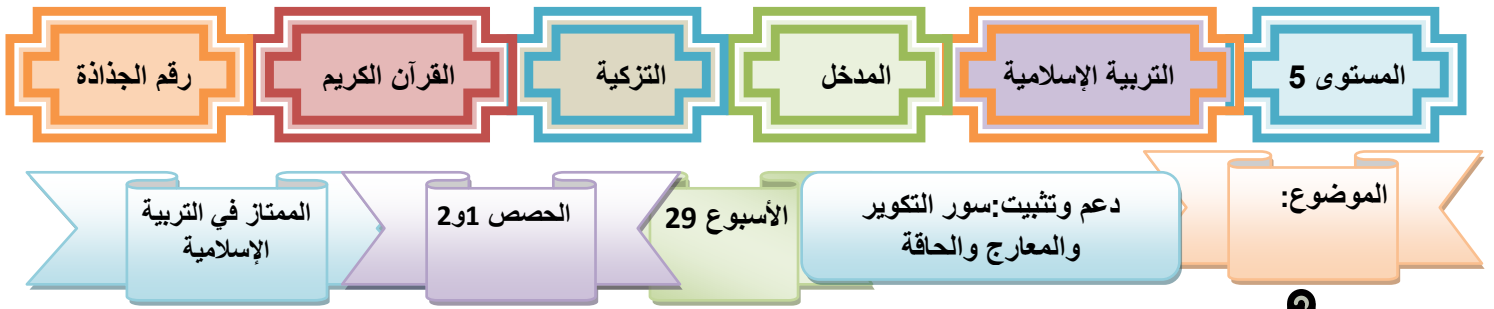 المستوى 5
التربية الإسلامية
المدخل
التزكية
القرآن الكريم
رقم الجذاذة
الموضوع:
دعم وتثبيت:سور التكوير
والمعارج والحاقة
الأسبوع 29
الحصص 1و2
الممتاز في التربية
الإسلامية